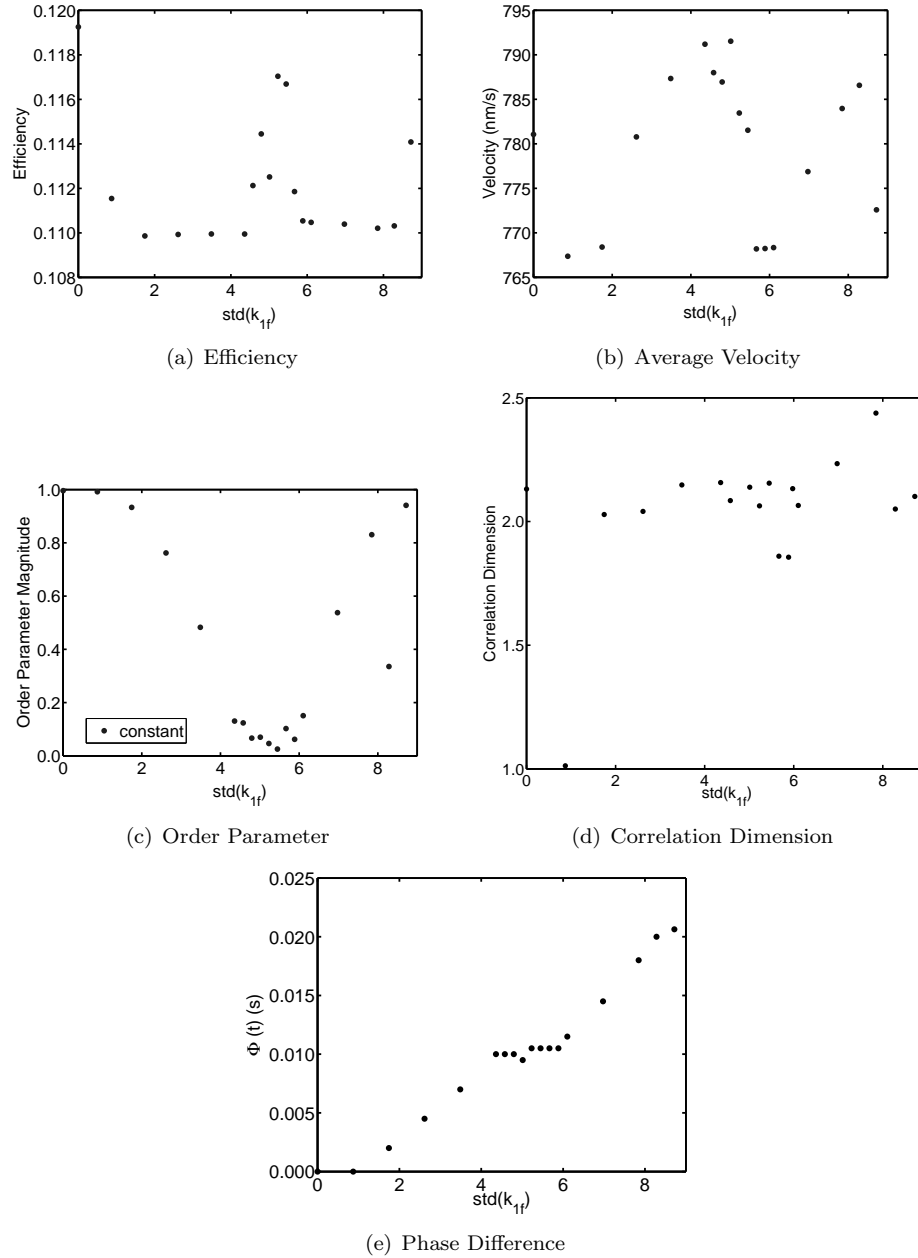 0.120
0.118
0.116
0.114
0.112
0.110
0.108
Efficiency
0 2 4 6 8
std(k1f)
(a) Efficiency
795
790
785
780
775
770
765
Velocity (nm/s)
0 2 4 6 8
std(k1f)
(b) Average Velocity
1.0
0.8
0.6
0.4
0.2
0.0
Order Parameter Magnitude
constant
0 2 4 6 8
std(k1f)
(c) Order Parameter
2.5
2.0
1.5
1.0
Correlation Dimension
0 2 4 6 8
std(k1f)
(d) Correlation Dimension
0.025
0.020
0.015
0.010
0.005
0.000
Φ (t) (s)
0 2 4 6 8
std(k1f)
(e) Phase Difference